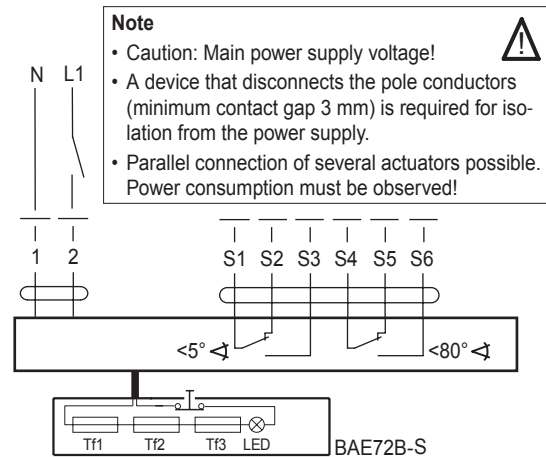 Note
• Caution: Main power supply voltage!
• A device that disconnects the pole conductors
(minimum contact gap 3 mm) is required for iso-
lation from the power supply.
• Parallel connection of several actuators possible.
Power consumption must be observed!
N L1
1 2 S1 S2 S3 S4 S5 S6
<5° <80°
Tf1 Tf2 Tf3 LED
BAE72B-S